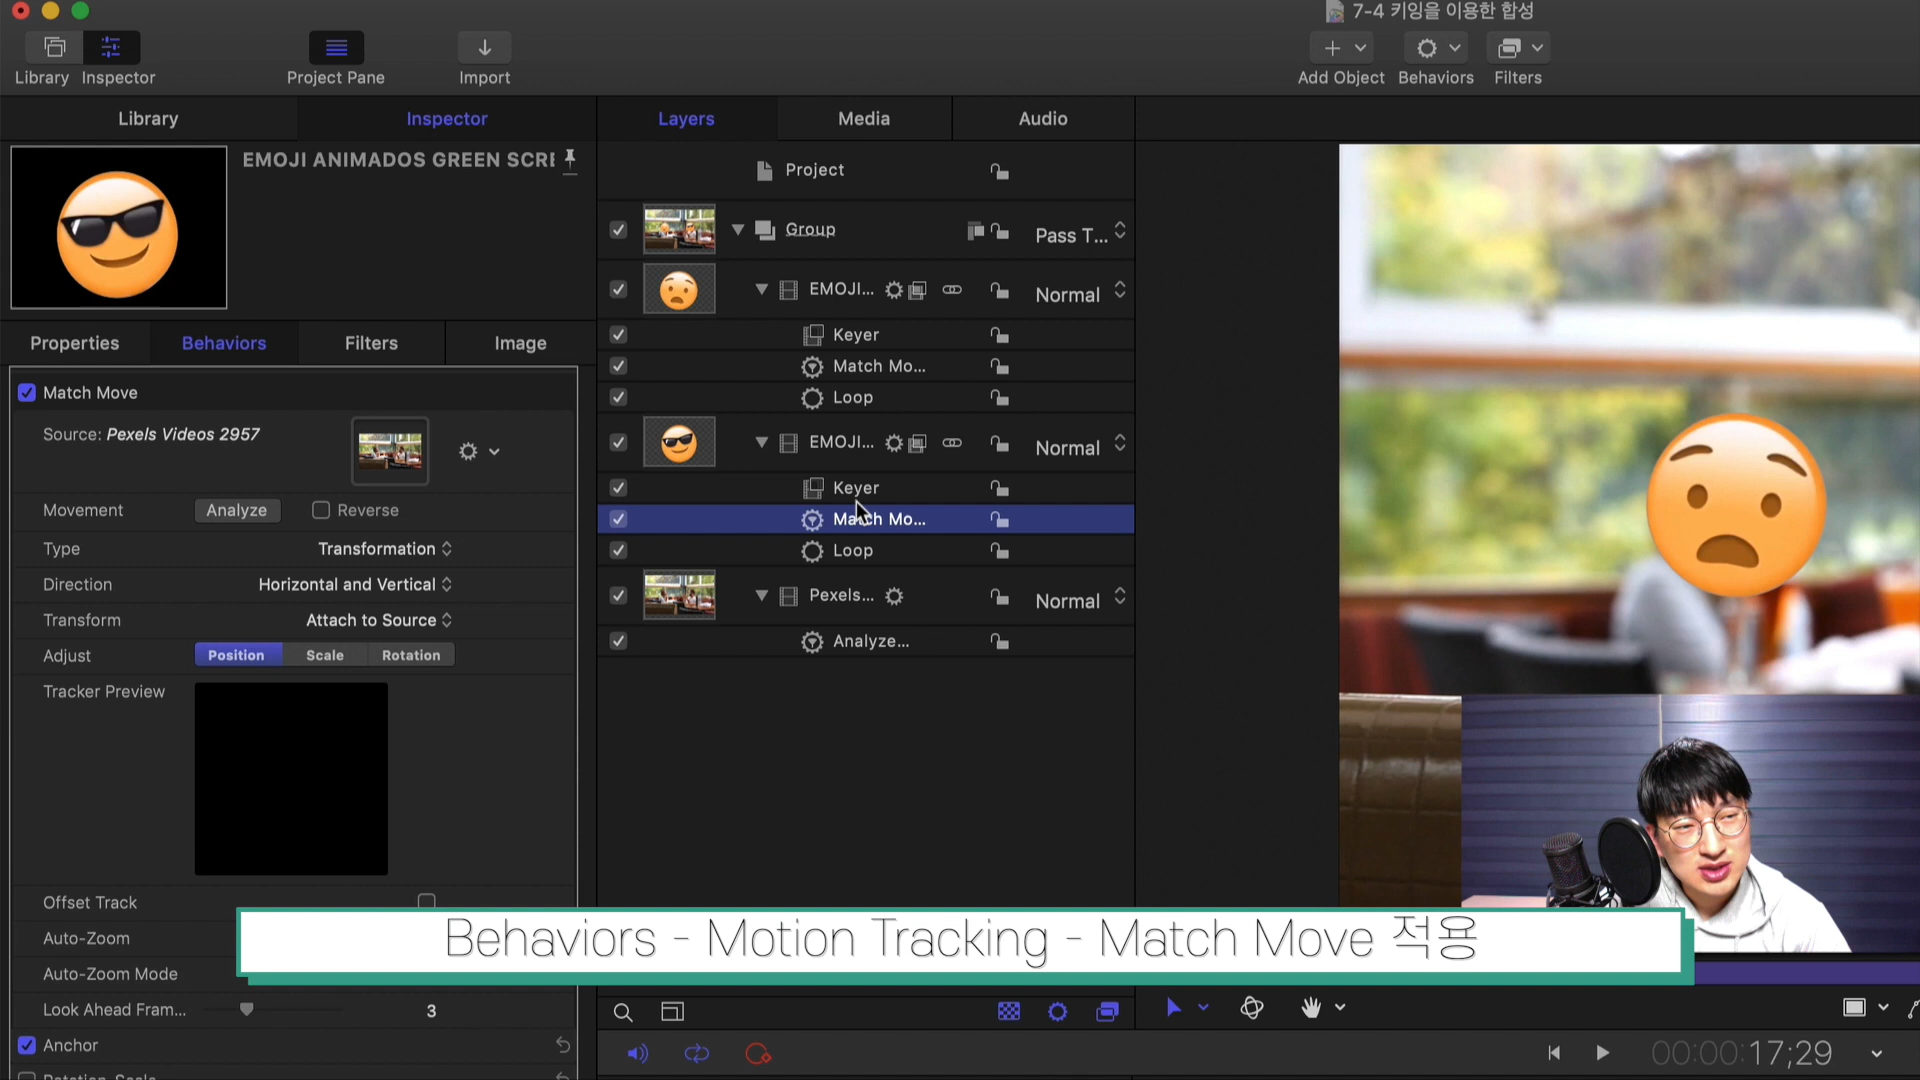 7-4 키잉을 이용한 합성
Library
Inspector
Project Pane
Import
Add Object
Behaviors
Filters
Library
Inspector
Layers
Media
Audio
EMOJI ANIMADOS GREEN SCRE
Project
Group
Pass T...
EMOJI...
Normal
Keyer
Match Mo...
Loop
EMOJI...
Normal
Keyer
Match Mo...
Loop
Pexels...
Normal
Analyze...
Properties
Behaviors
Filters
Image
Match Move
Source: Pexels Videos 2957
Movement
Analyze
Reverse
Type
Transformation
Direction
Horizontal and Vertical
Transform
Attach to Source
Adjust
Position
Scale
Rotation
Tracker Preview
Offset Track
Auto-Zoom
Auto-Zoom Mode
Look Ahead Fram...
3
Anchor
Behaviors - Motion Tracking - Match Move 적용
00:00:17;29